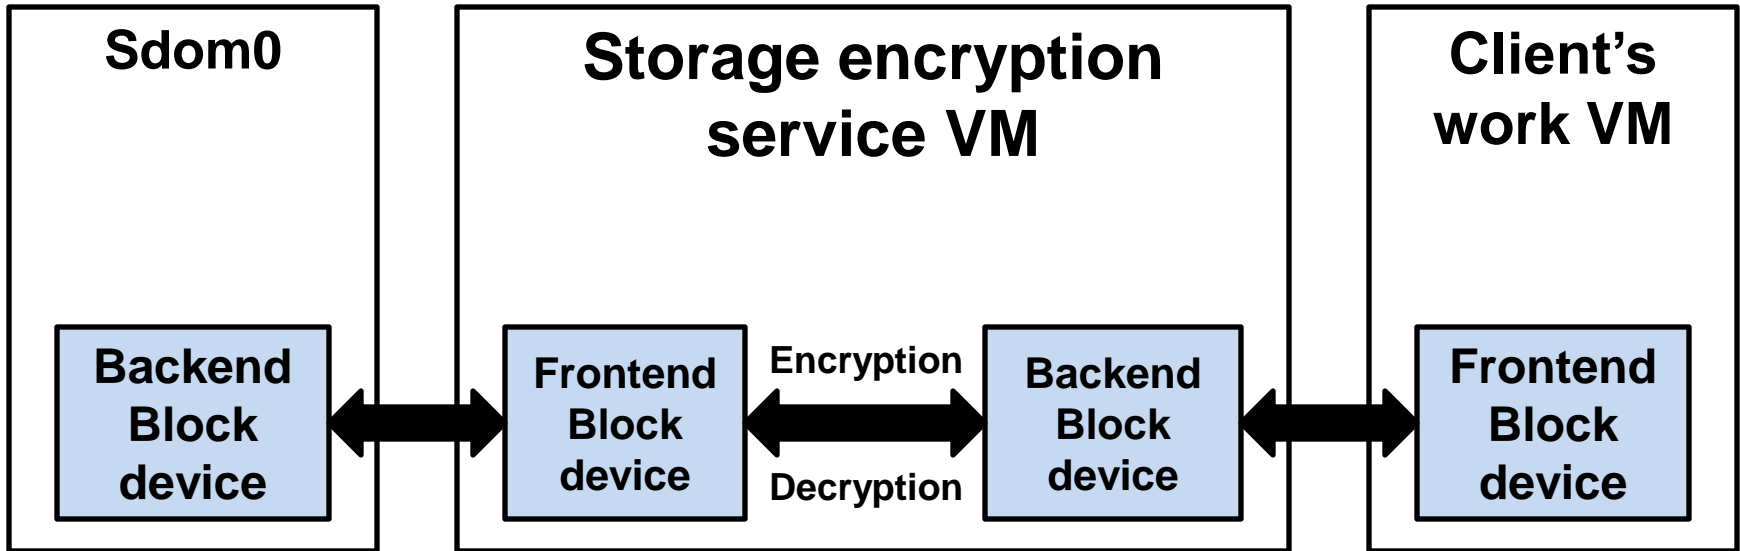 Sdom0
Storage encryption
service VM
Client's
work VM
Backend
Block
device
Frontend
Block
device
Encryption
Decryption
Backend
Block
device
Frontend
Block
device